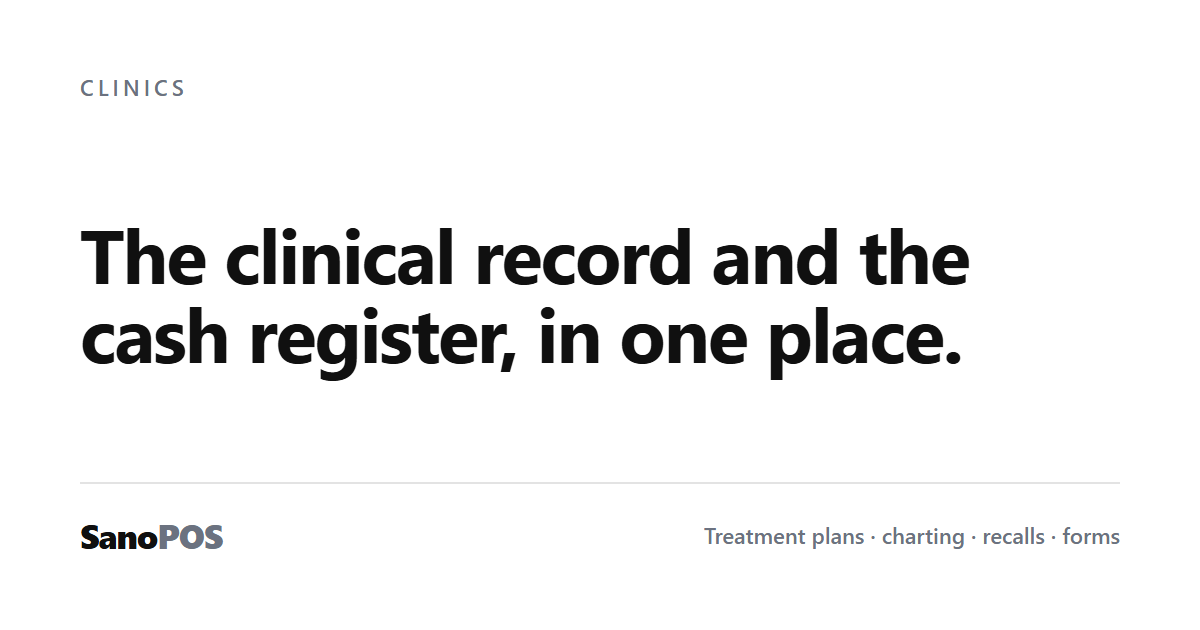 CLINICS
The clinical record and the
cash register, in one place.
SanoPOS
Treatment plans · charting · recalls · forms